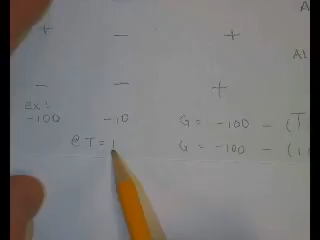 + − +
− − +
Ex:
-100 -10 G = -100 - (T
@ T = 1 G = -100 - (1